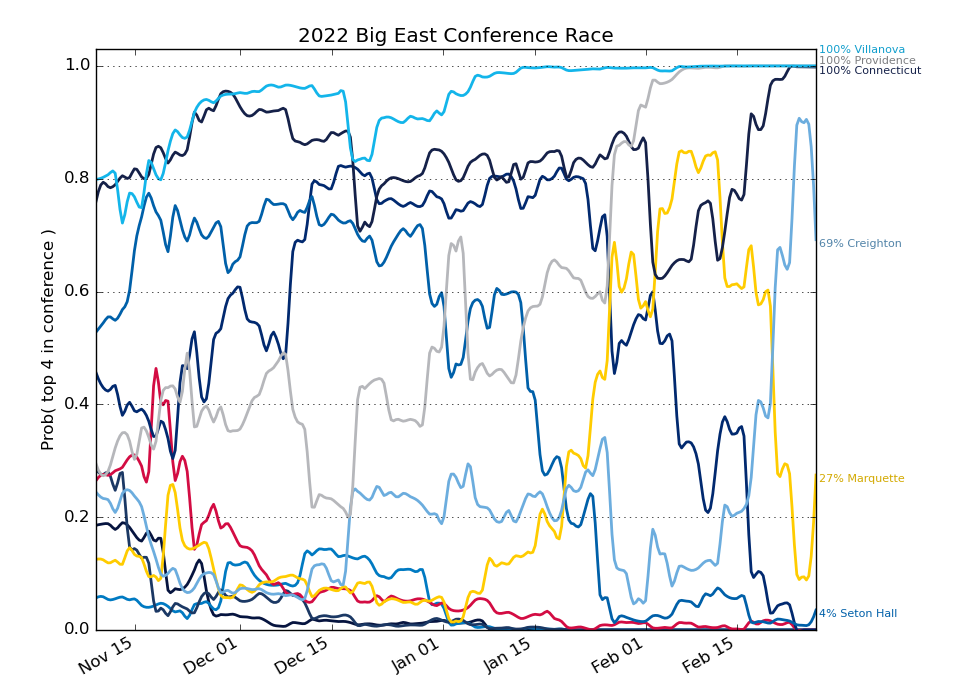 2022 Big East Conference Race
Prob( top 4 in conference )
1.0
0.8
0.6
0.4
0.2
0.0
Nov 15
Dec 01
Dec 15
Jan 01
Jan 15
Feb 01
Feb 15
100% Villanova
100% Providence
100% Connecticut
69% Creighton
27% Marquette
4% Seton Hall